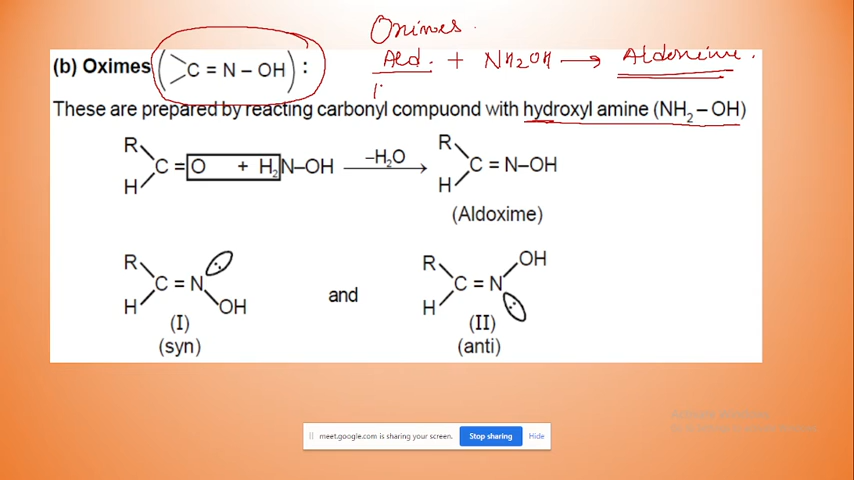 Oximes
(b) Oximes ( >C = N – OH ) :
Ald. + NH2OH → Aldoxime.
These are prepared by reacting carbonyl compuond with hydroxyl amine (NH2 – OH)
R
C = O + H2N–OH –H2O C = N–OH
H
R
H
(Aldoxime)
R
C = N
H OH
(I)
(syn)
and
R OH
C = N
H
(II)
(anti)
meet.google.com is sharing your screen. Stop sharing Hide